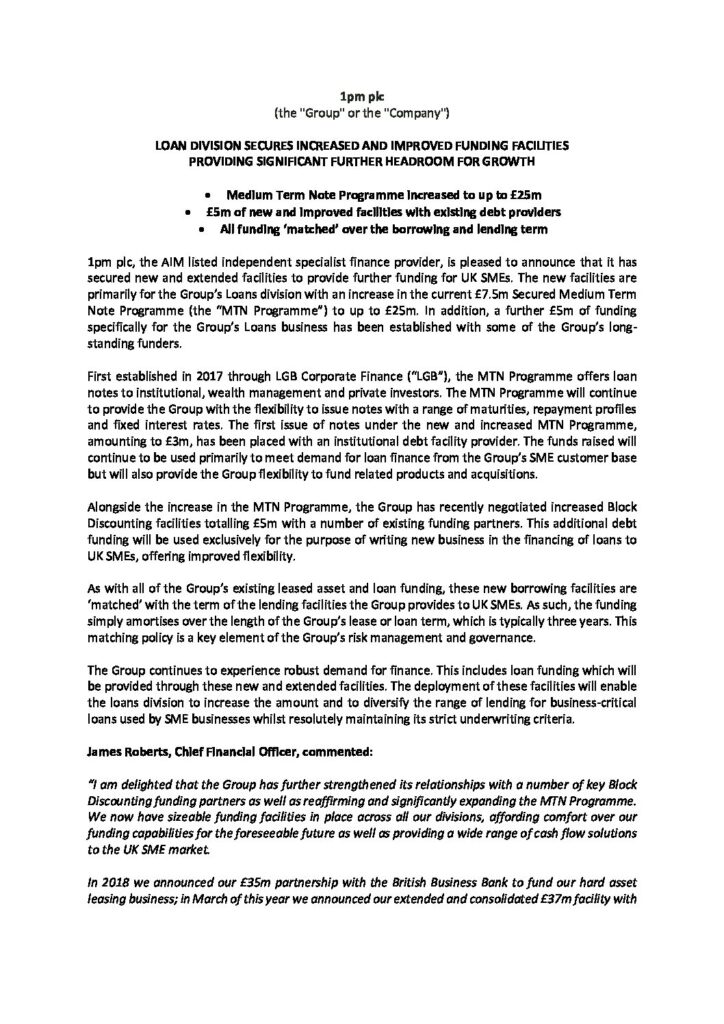 1pm plc
(the "Group" or the "Company")
LOAN DIVISION SECURES INCREASED AND IMPROVED FUNDING FACILITIES
PROVIDING SIGNIFICANT FURTHER HEADROOM FOR GROWTH
• Medium Term Note Programme increased to up to £25m
• £5m of new and improved facilities with existing debt providers
• All funding ‘matched’ over the borrowing and lending term
1pm plc, the AIM listed independent specialist finance provider, is pleased to announce that it has
secured new and extended facilities to provide further funding for UK SMEs. The new facilities are
primarily for the Group’s Loans division with an increase in the current £7.5m Secured Medium Term
Note Programme (the “MTN Programme”) to up to £25m. In addition, a further £5m of funding
specifically for the Group’s Loans business has been established with some of the Group’s long-
standing funders.
First established in 2017 through LGB Corporate Finance (“LGB”), the MTN Programme offers loan
notes to institutional, wealth management and private investors. The MTN Programme will continue
to provide the Group with the flexibility to issue notes with a range of maturities, repayment profiles
and fixed interest rates. The first issue of notes under the new and increased MTN Programme,
amounting to £3m, has been placed with an institutional debt facility provider. The funds raised will
continue to be used primarily to meet demand for loan finance from the Group’s SME customer base
but will also provide the Group flexibility to fund related products and acquisitions.
Alongside the increase in the MTN Programme, the Group has recently negotiated increased Block
Discounting facilities totalling £5m with a number of existing funding partners. This additional debt
funding will be used exclusively for the purpose of writing new business in the financing of loans to
UK SMEs, offering improved flexibility.
As with all of the Group’s existing leased asset and loan funding, these new borrowing facilities are
‘matched’ with the term of the lending facilities the Group provides to UK SMEs. As such, the funding
simply amortises over the length of the Group’s lease or loan term, which is typically three years. This
matching policy is a key element of the Group’s risk management and governance.
The Group continues to experience robust demand for finance. This includes loan funding which will
be provided through these new and extended facilities. The deployment of these facilities will enable
the loans division to increase the amount and to diversify the range of lending for business-critical
loans used by SME businesses whilst resolutely maintaining its strict underwriting criteria.
James Roberts, Chief Financial Officer, commented:
“I am delighted that the Group has further strengthened its relationships with a number of key Block
Discounting funding partners as well as reaffirming and significantly expanding the MTN Programme.
We now have sizeable funding facilities in place across all our divisions, affording comfort over our
funding capabilities for the foreseeable future as well as providing a wide range of cash flow solutions
to the UK SME market.
In 2018 we announced our £35m partnership with the British Business Bank to fund our hard asset
leasing business; in March of this year we announced our extended and consolidated £37m facility with